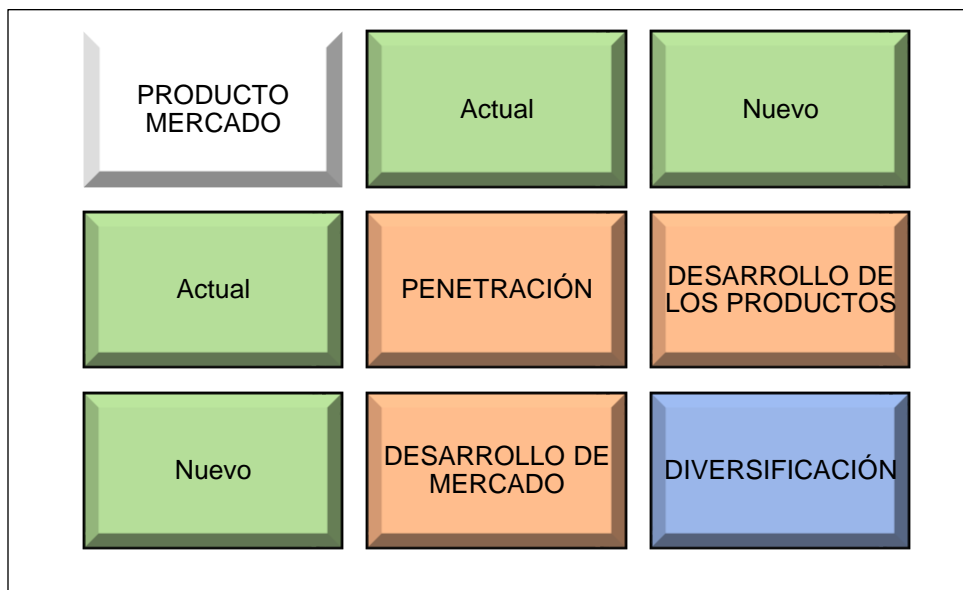 PRODUCTO
MERCADO
Actual
Nuevo
Actual
PENETRACIÓN
DESARROLLO DE
LOS PRODUCTOS
Nuevo
DESARROLLO DE
MERCADO
DIVERSIFICACIÓN